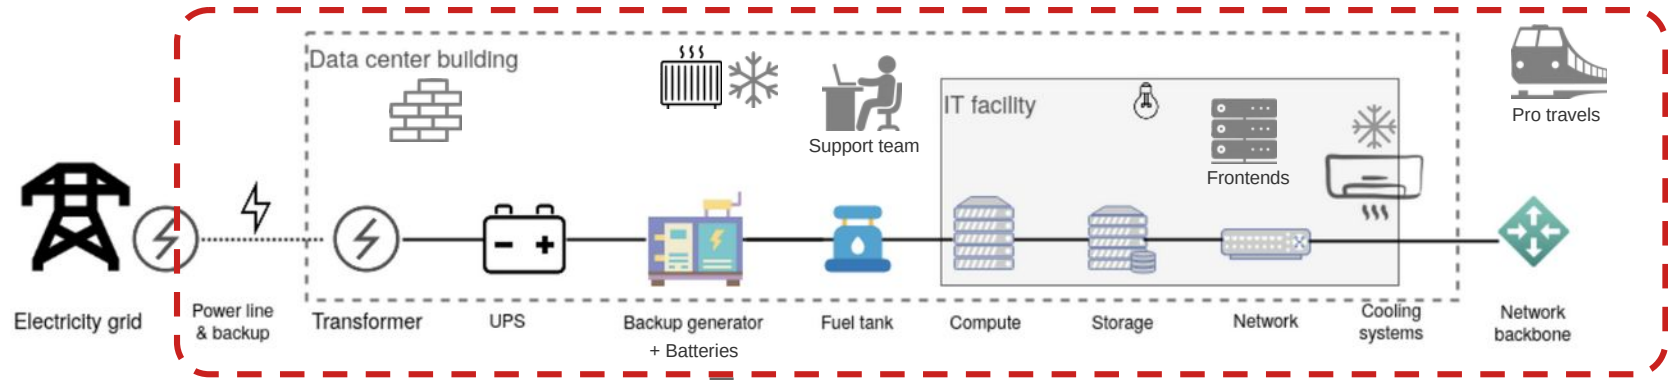 Data center building
Support team
IT facility
Frontends
Pro travels
Electricity grid
Power line
& backup
Transformer
UPS
Backup generator
+ Batteries
Fuel tank
Compute
Storage
Network
Cooling
systems
Network
backbone